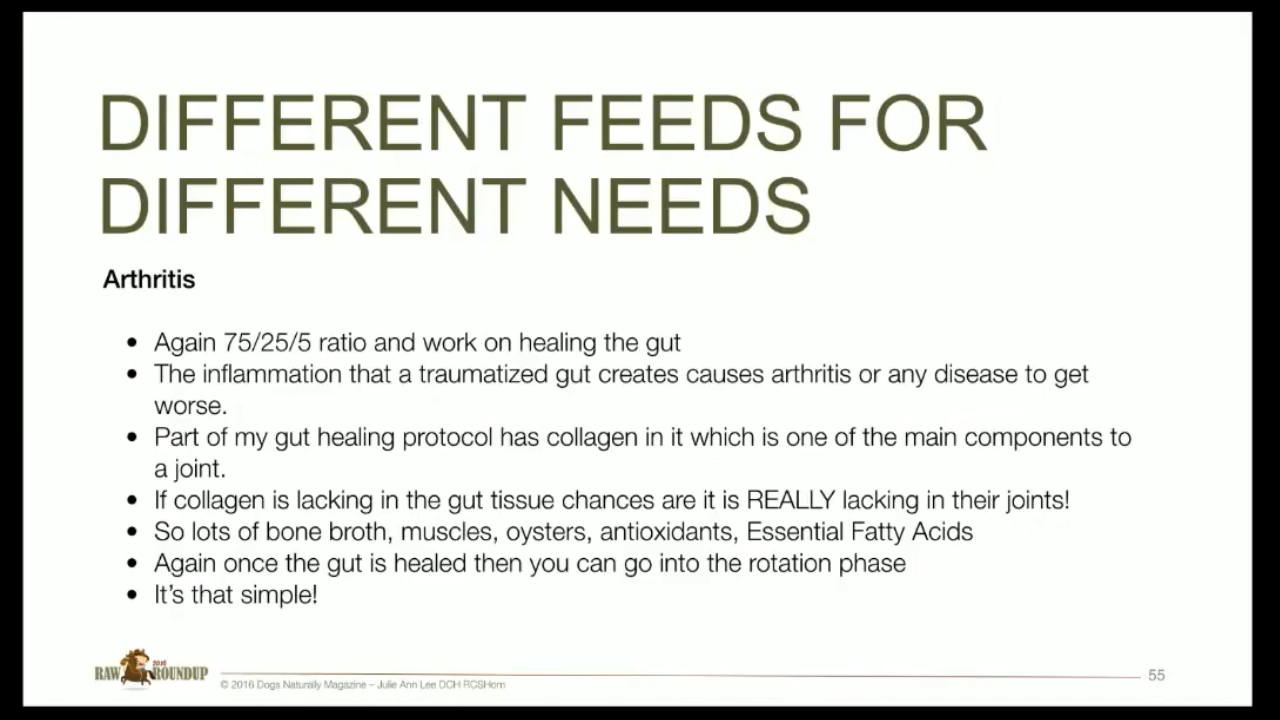 DIFFERENT FEEDS FOR
DIFFERENT NEEDS
Arthritis
• Again 75/25/5 ratio and work on healing the gut
• The inflammation that a traumatized gut creates causes arthritis or any disease to get
worse.
• Part of my gut healing protocol has collagen in it which is one of the main components to
a joint.
• If collagen is lacking in the gut tissue chances are it is REALLY lacking in their joints!
• So lots of bone broth, muscles, oysters, antioxidants, Essential Fatty Acids
• Again once the gut is healed then you can go into the rotation phase
• It's that simple!
2016
RAW ROUNDUP
© 2016 Dogs Naturally Magazine – Julie Ann Lee DCH RCSHom
55